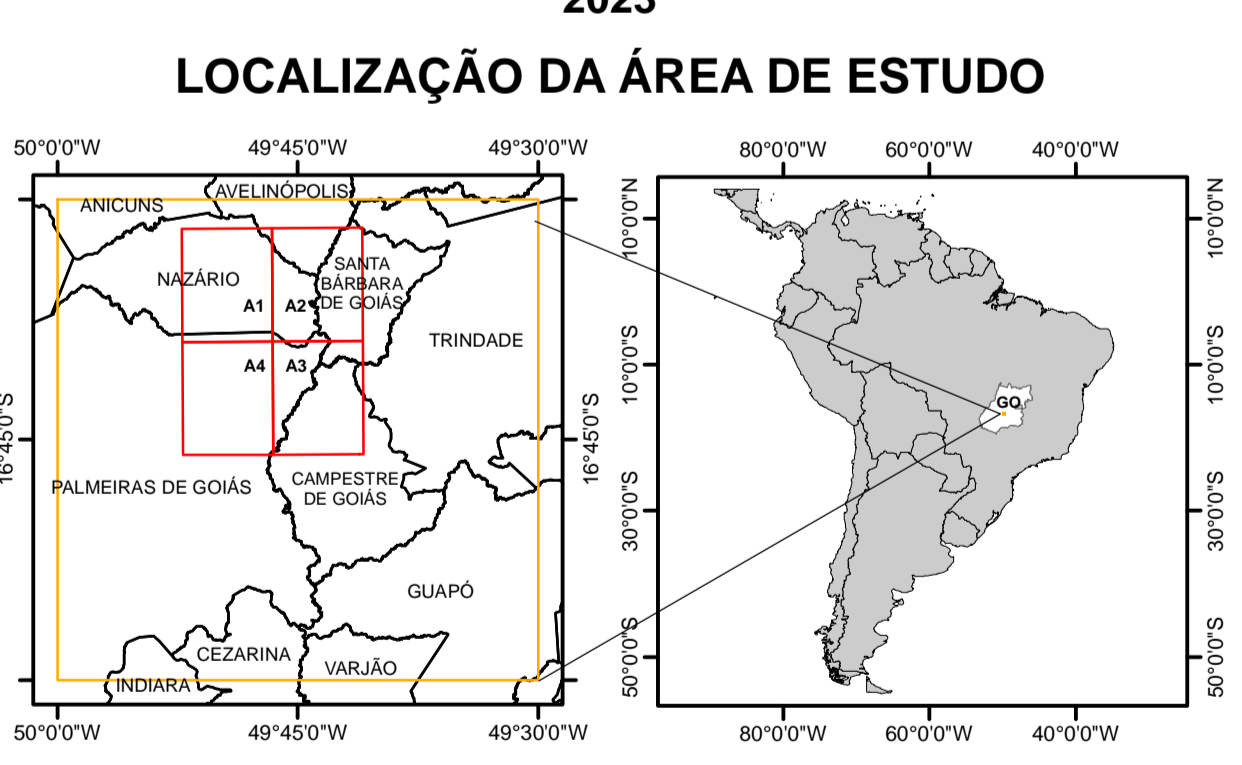 2023
LOCALIZAÇÃO DA ÁREA DE ESTUDO
50°0'0"W
49°45'0"W
49°30'0"W
80°0'0"W
60°0'0"W
40°0'0"W
AVELINÓPOLIS
ANICUNS
NAZÁRIO
SANTA
BÁRBARA
DE GOIÁS
A1
A2
TRINDADE
A4
A3
PALMEIRAS DE GOIÁS
CAMPESTRE
DE GOIÁS
GUAPÓ
CEZARINA
VARJÃO
INDIARA
16°45'0"S
16°45'0"S
50°0'0"W
49°45'0"W
49°30'0"W
10°0'0"N
10°0'0"S
30°0'0"S
50°0'0"S
GO
10°0'0"N
10°0'0"S
30°0'0"S
50°0'0"S
80°0'0"W
60°0'0"W
40°0'0"W